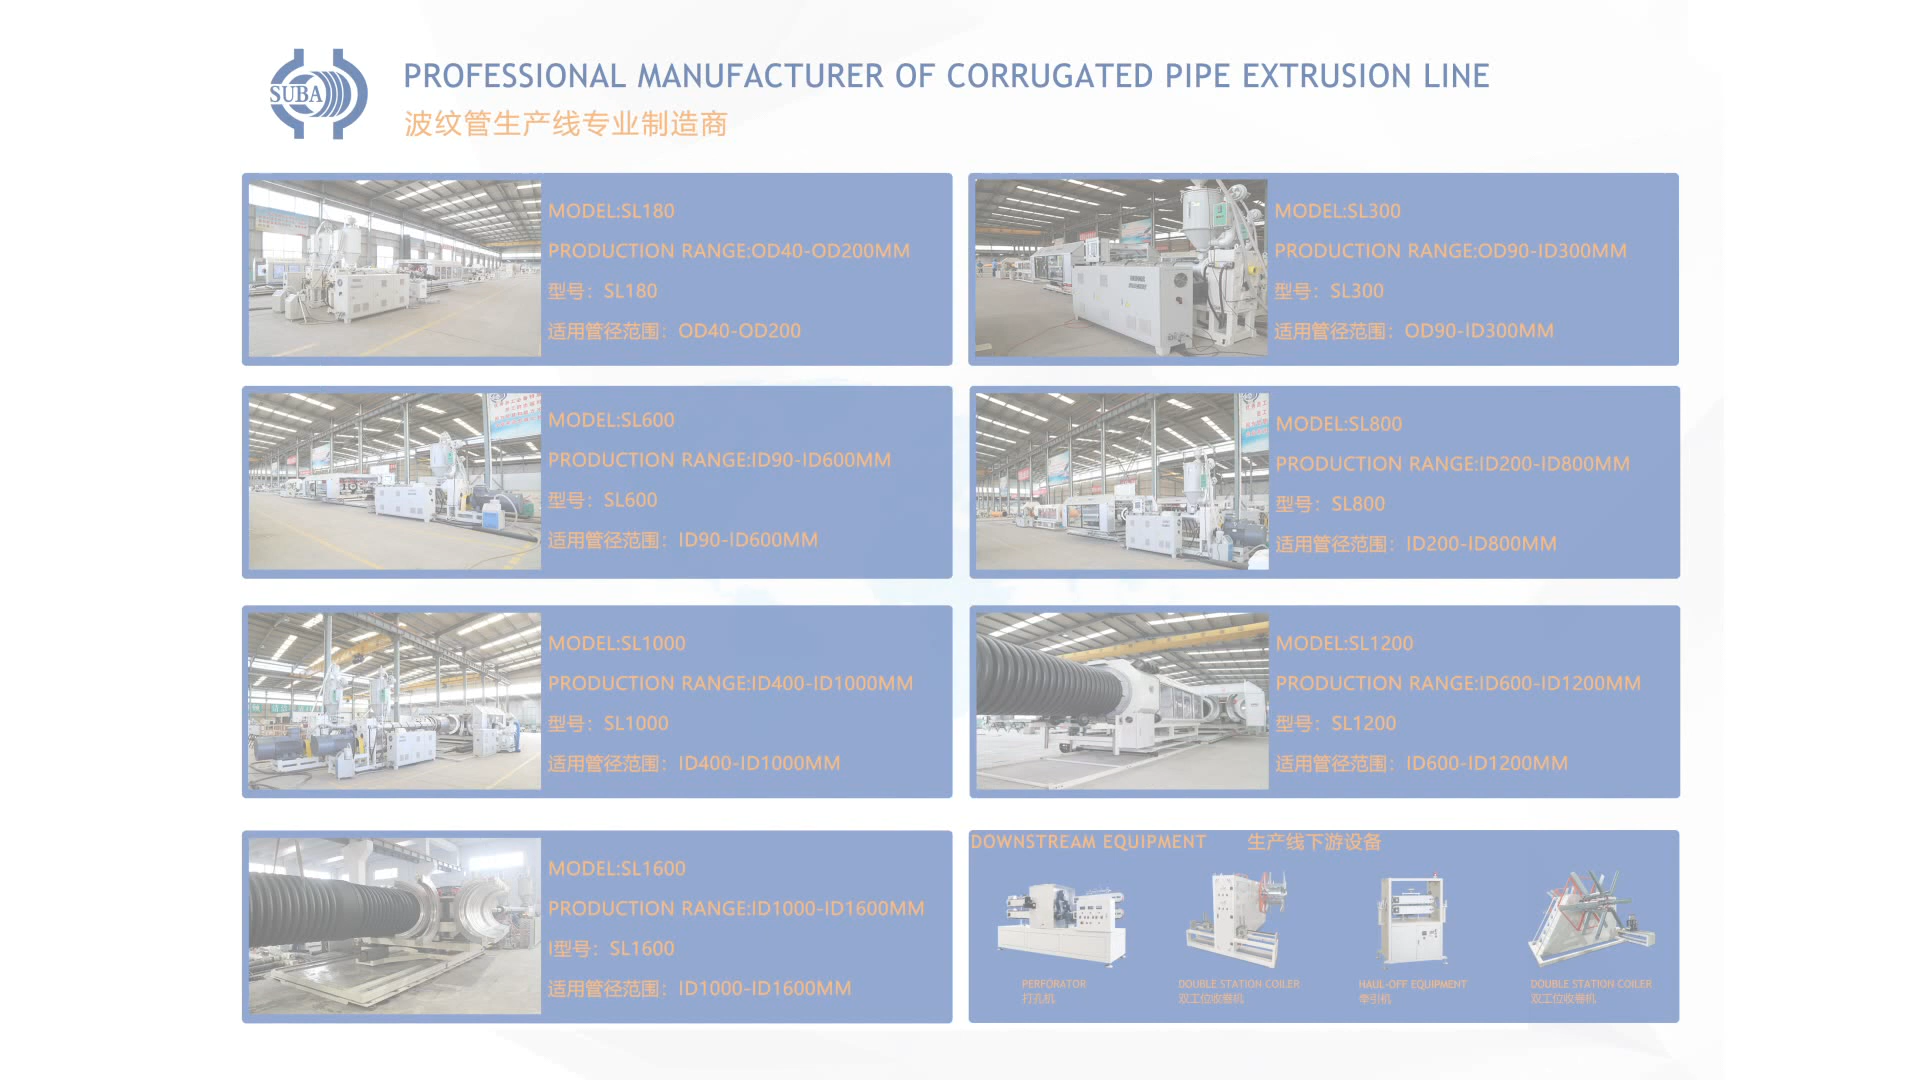 SUBA
PROFESSIONAL MANUFACTURER OF CORRUGATED PIPE EXTRUSION LINE
波纹管生产线专业制造商
MODEL:SL180
PRODUCTION RANGE:OD40-OD200MM
型号：SL180
适用管径范围：OD40-OD200
MODEL:SL300
PRODUCTION RANGE:OD90-ID300MM
型号：SL300
适用管径范围：OD90-ID300MM
MODEL:SL600
PRODUCTION RANGE:ID90-ID600MM
型号：SL600
适用管径范围：ID90-ID600MM
MODEL:SL800
PRODUCTION RANGE:ID200-ID800MM
型号：SL800
适用管径范围：ID200-ID800MM
MODEL:SL1000
PRODUCTION RANGE:ID400-ID1000MM
型号：SL1000
适用管径范围：ID400-ID1000MM
MODEL:SL1200
PRODUCTION RANGE:ID600-ID1200MM
型号：SL1200
适用管径范围：ID600-ID1200MM
MODEL:SL1600
PRODUCTION RANGE:ID1000-ID1600MM
I型号：SL1600
适用管径范围：ID1000-ID1600MM
DOWNSTREAM EQUIPMENT 生产线下游设备
PERFORATOR
打孔机
DOUBLE STATION COILER
双工位收卷机
HAUL-OFF EQUIPMENT
牵引机
DOUBLE STATION COILER
双工位收卷机